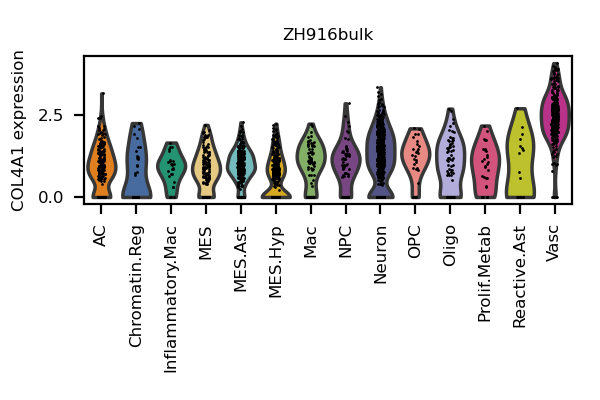 ZH916bulk
COL4A1 expression
2.5
0.0
AC
Chromatin.Reg
Inflammatory.Mac
MES
MES.Ast
MES.Hyp
Mac
NPC
Neuron
OPC
Oligo
Prolif.Metab
Reactive.Ast
Vasc